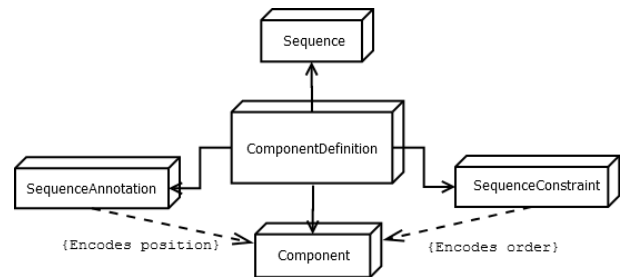 Sequence
ComponentDefinition
SequenceAnnotation
SequenceConstraint
{Encodes position}
Component
{Encodes order}